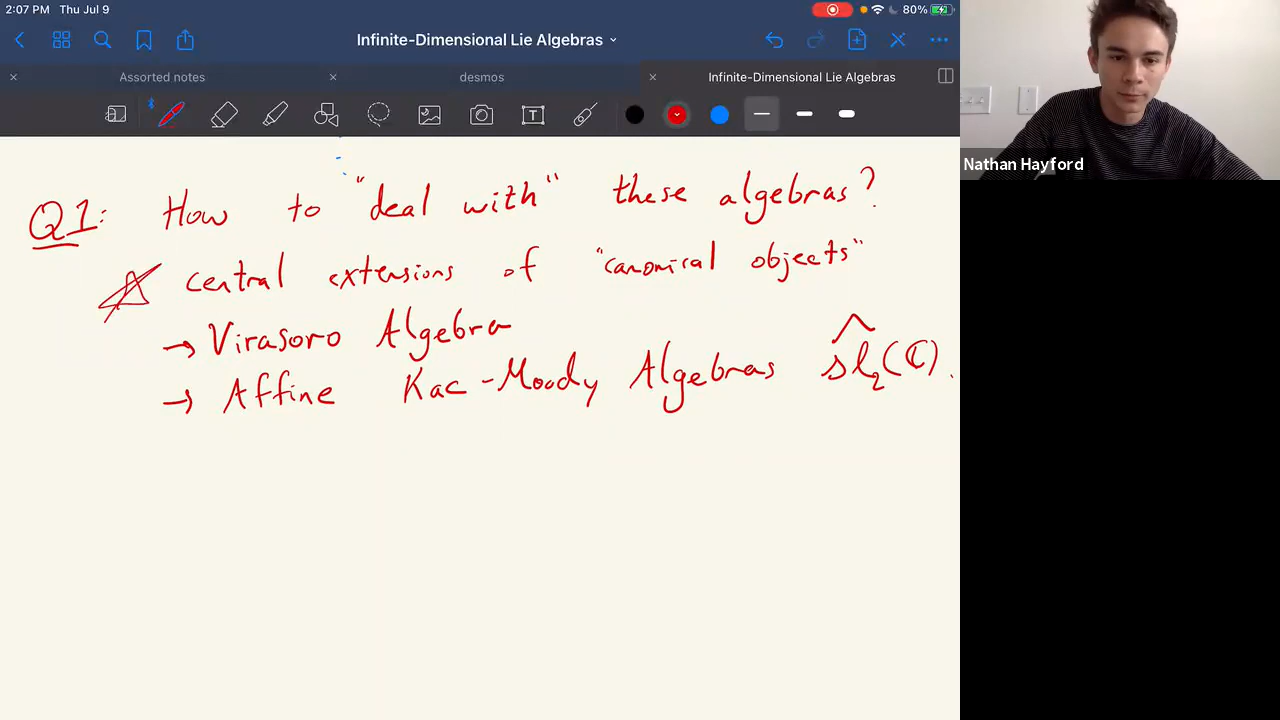 2:07 PM Thu Jul 9
80%
Infinite-Dimensional Lie Algebras
Assorted notes
desmos
Infinite-Dimensional Lie Algebras
Nathan Hayford
Q1: How to "deal with" these algebras?
central extensions of "canonical objects"
→ Virasoro Algebra
→ Affine Kac-Moody Algebras ŝl₂(ℂ).